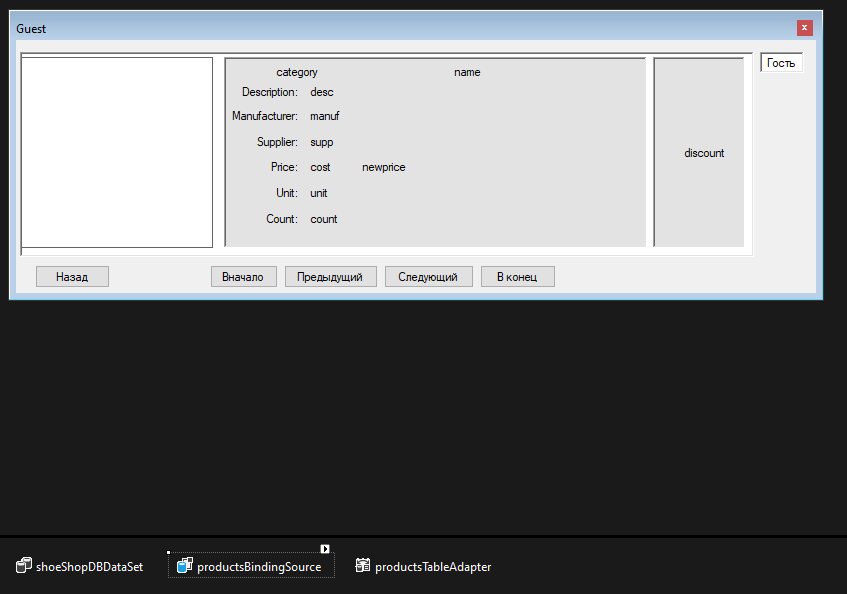 Guest
x
category name
Гость
Description: desc
Manufacturer: manuf
Supplier: supp
discount
Price: cost newprice
Unit: unit
Count: count
Назад Вначало Предыдущий Следующий В конец
shoeShopDBDataSet productsBindingSource productsTableAdapter